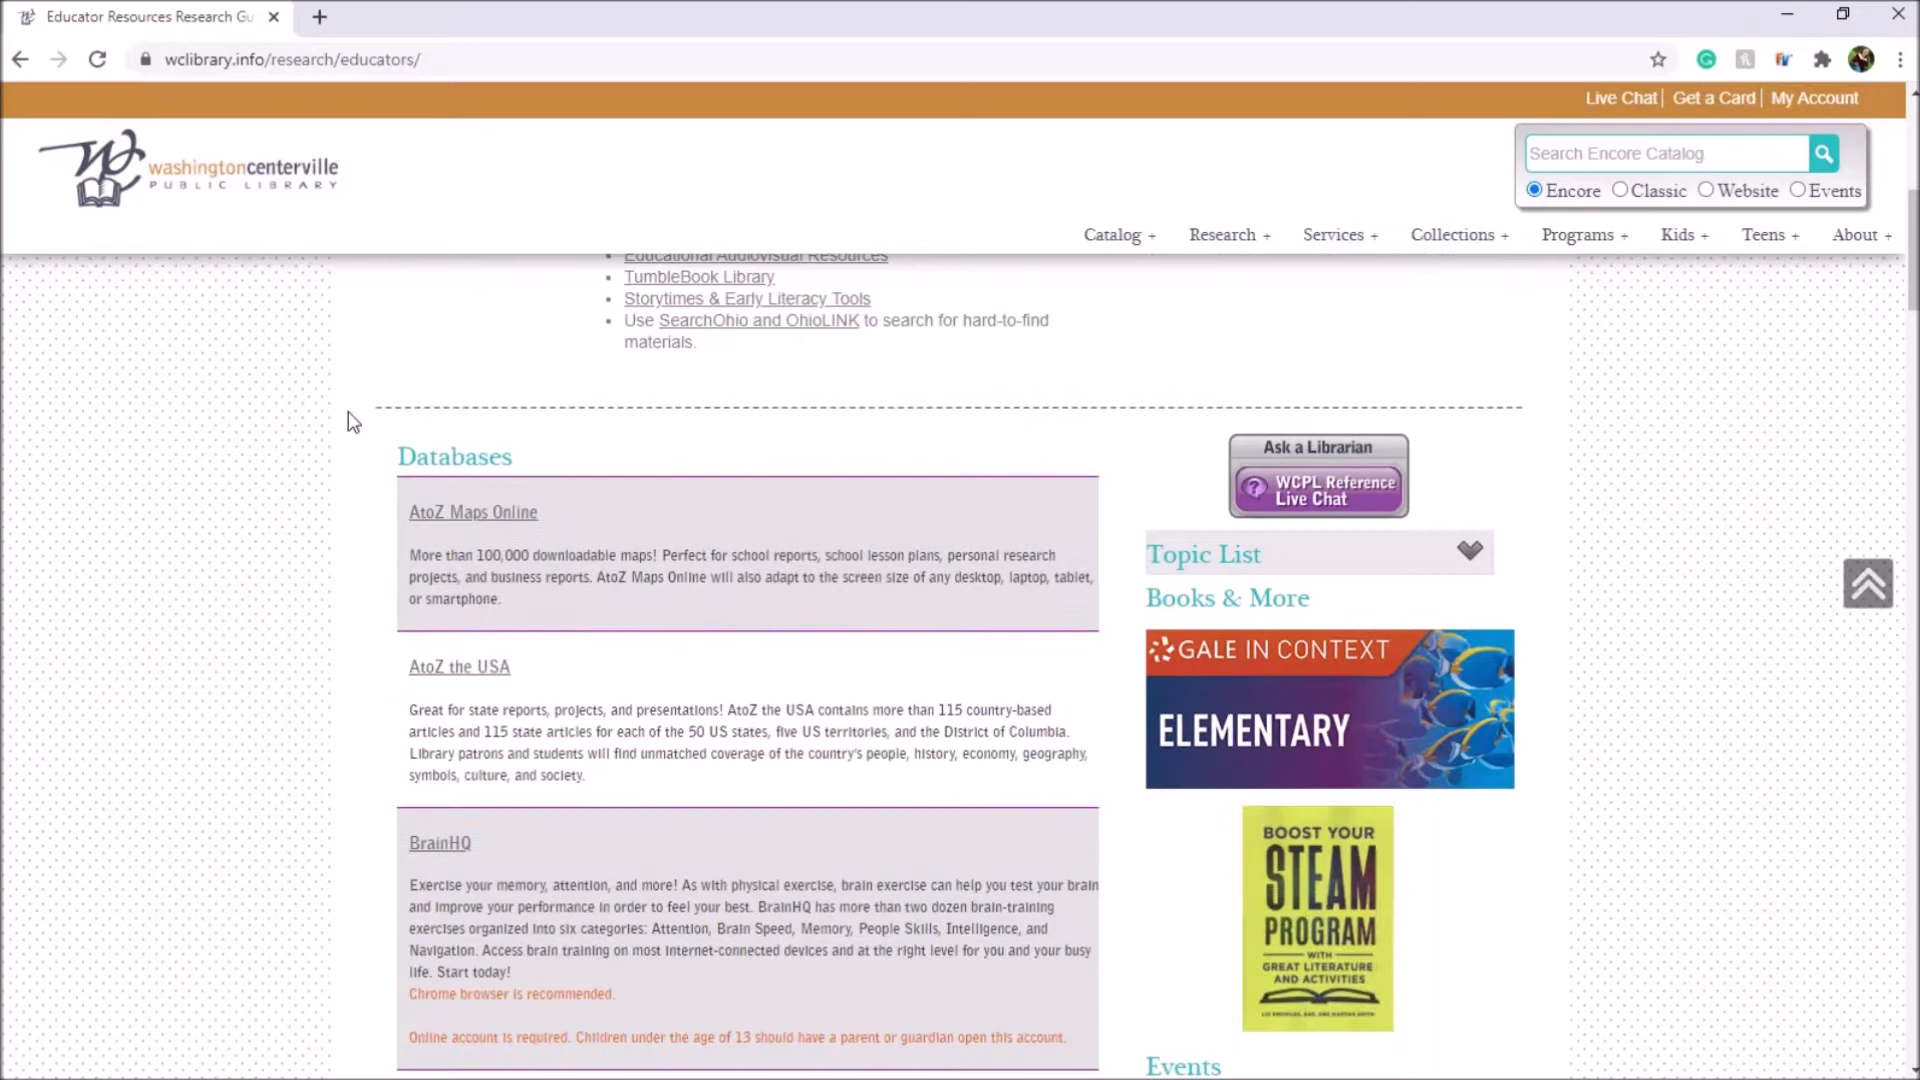 Educator Resources Research Gu
wclibrary.info/research/educators/
Live Chat| Get a Card| My Account
washingtoncenterville
PUBLIC LIBRARY
Search Encore Catalog
Encore Classic Website Events
Catalog + Research + Services + Collections + Programs + Kids + Teens + About +
Educational Audiovisual Resources
TumbleBook Library
Storytimes & Early Literacy Tools
Use SearchOhio and OhioLINK to search for hard-to-find
materials.
Databases
AtoZ Maps Online
More than 100,000 downloadable maps! Perfect for school reports, school lesson plans, personal research
projects, and business reports. AtoZ Maps Online will also adapt to the screen size of any desktop, laptop, tablet,
or smartphone.
AtoZ the USA
Great for state reports, projects, and presentations! AtoZ the USA contains more than 115 country-based
articles and 115 state articles for each of the 50 US states, five US territories, and the District of Columbia.
Library patrons and students will find unmatched coverage of the country's people, history, economy, geography,
symbols, culture, and society.
BrainHQ
Exercise your memory, attention, and more! As with physical exercise, brain exercise can help you test your brain
and improve your performance in order to feel your best. BrainHQ has more than two dozen brain-training
exercises organized into six categories: Attention, Brain Speed, Memory, People Skills, Intelligence, and
Navigation. Access brain training on most internet-connected devices and at the right level for you and your busy
life. Start today!
Chrome browser is recommended.
Online account is required. Children under the age of 13 should have a parent or guardian open this account.
Ask a Librarian
WCPL Reference
Live Chat
Topic List
Books & More
GALE IN CONTEXT
ELEMENTARY
BOOST YOUR
STEAM
PROGRAM
WITH
GREAT LITERATURE
AND ACTIVITIES
Events